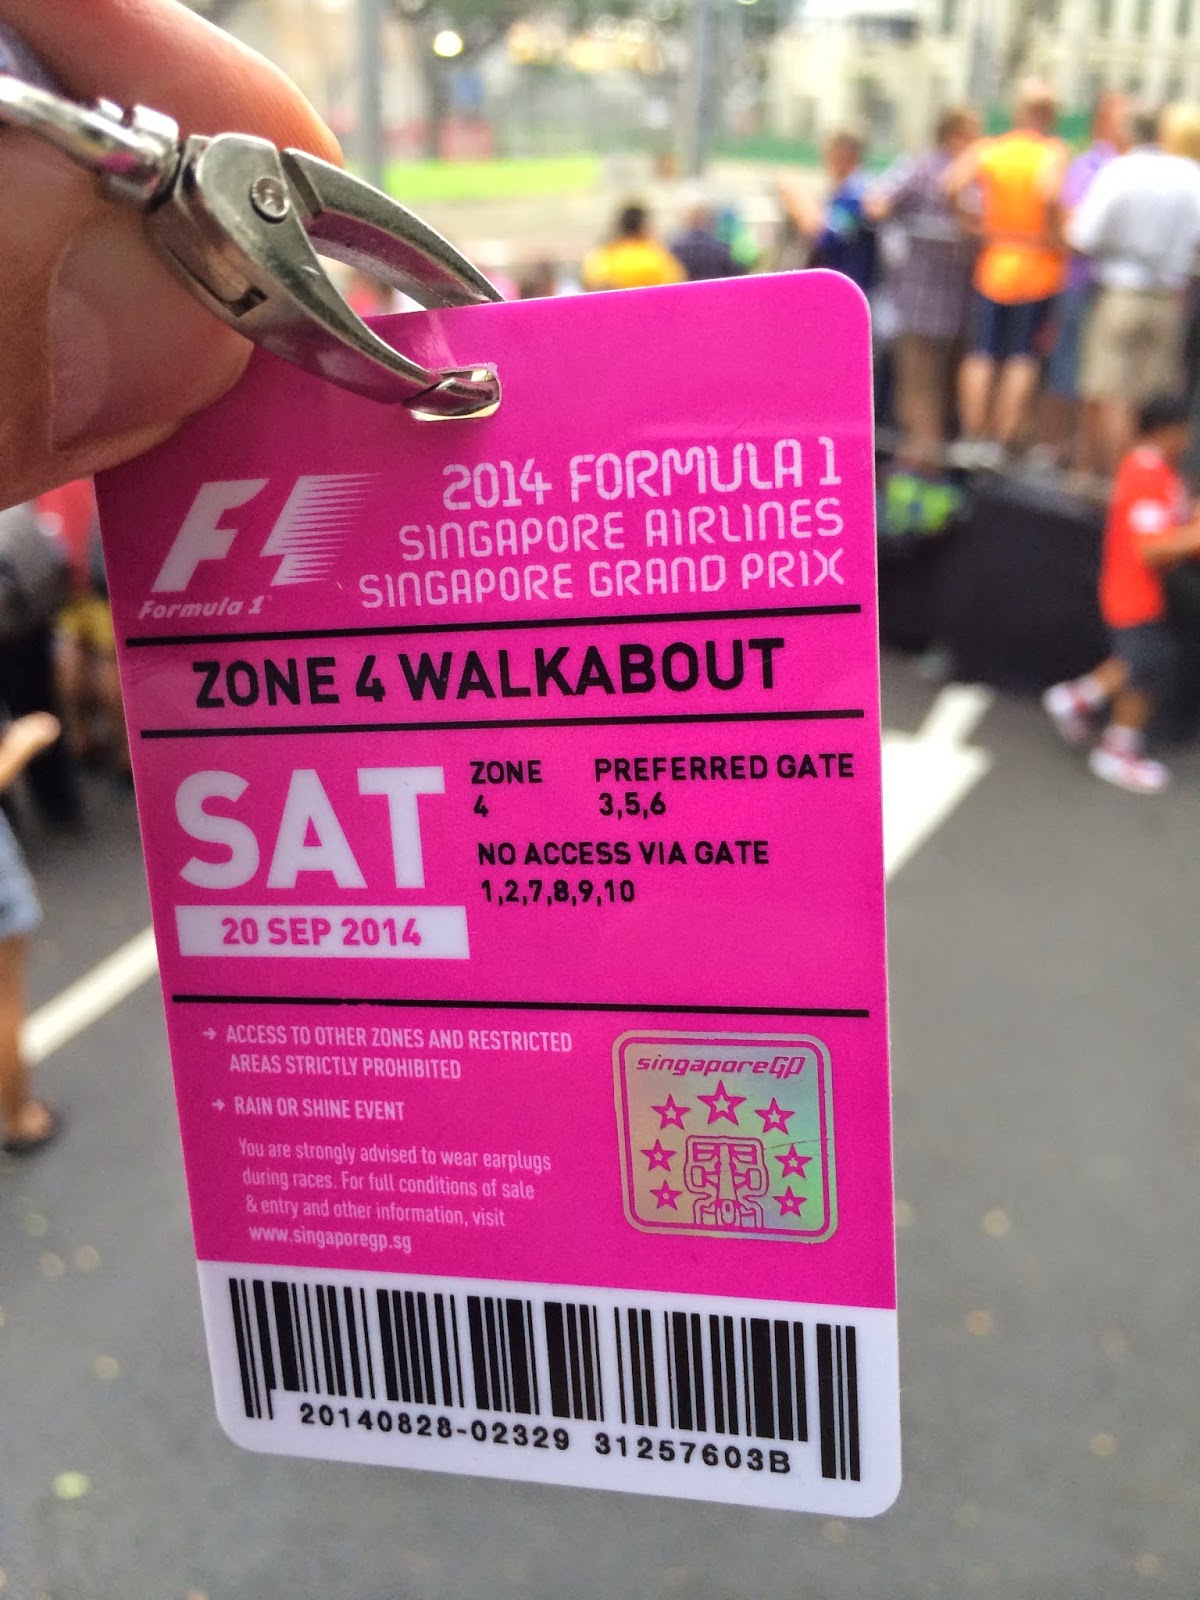 F1
Formula 1
2014 FORMULA 1
SINGAPORE AIRLINES
SINGAPORE GRAND PRIX
ZONE 4 WALKABOUT
SAT
20 SEP 2014
ZONE
4
PREFERRED GATE
3,5,6
NO ACCESS VIA GATE
1,2,7,8,9,10
→ ACCESS TO OTHER ZONES AND RESTRICTED
AREAS STRICTLY PROHIBITED
→ RAIN OR SHINE EVENT
You are strongly advised to wear earplugs
during races. For full conditions of sale
& entry and other information, visit
www.singaporegp.sg
singaporeGP
20140828-02329 31257603B